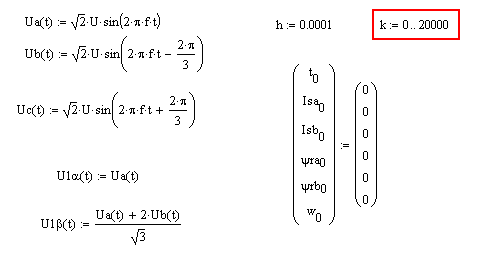 Ua(t) := √2·U·sin(2·π·f·t)
Ub(t) := √2·U·sin(2·π·f·t − 2·π/3)
Uc(t) := √2·U·sin(2·π·f·t + 2·π/3)
U1α(t) := Ua(t)
U1β(t) := (Ua(t) + 2·Ub(t))/√3
h := 0.0001
k := 0 .. 20000
t₀
Isa₀
Isb₀
ψra₀
ψrb₀
w₀
:=
0
0
0
0
0
0